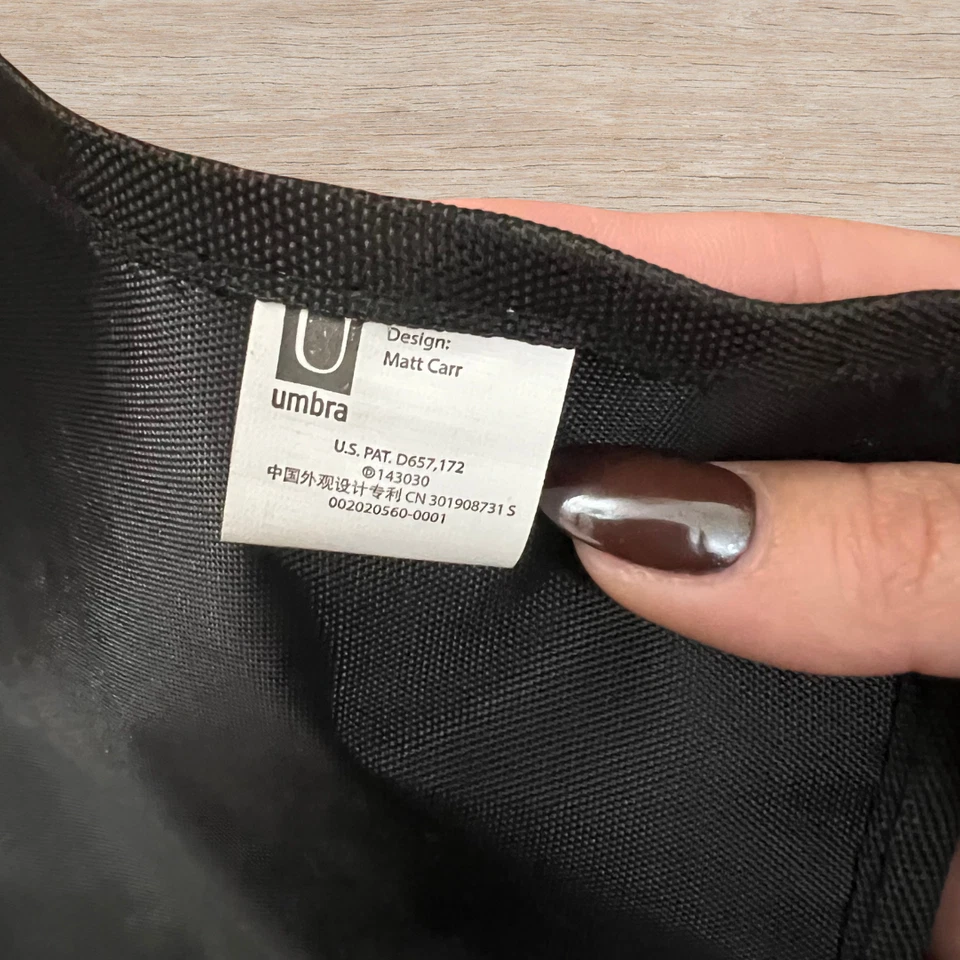 U
umbra
Design:
Matt Carr
U.S. PAT. D657,172
Ⓓ143030
中国外观设计专利 CN 301908731 S
002020560-0001